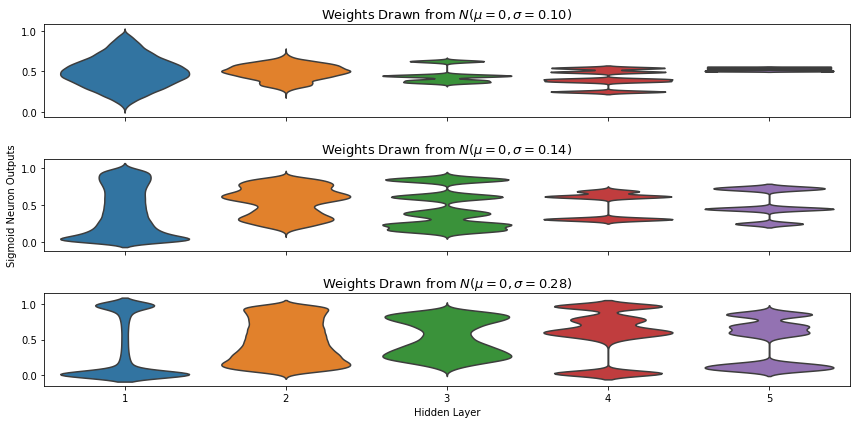 Weights Drawn from N(μ = 0, σ = 0.10)
1.0
0.5
0.0
Weights Drawn from N(μ = 0, σ = 0.14)
1.0
0.5
0.0
Sigmoid Neuron Outputs
Weights Drawn from N(μ = 0, σ = 0.28)
1.0
0.5
0.0
1 2 3 4 5
Hidden Layer